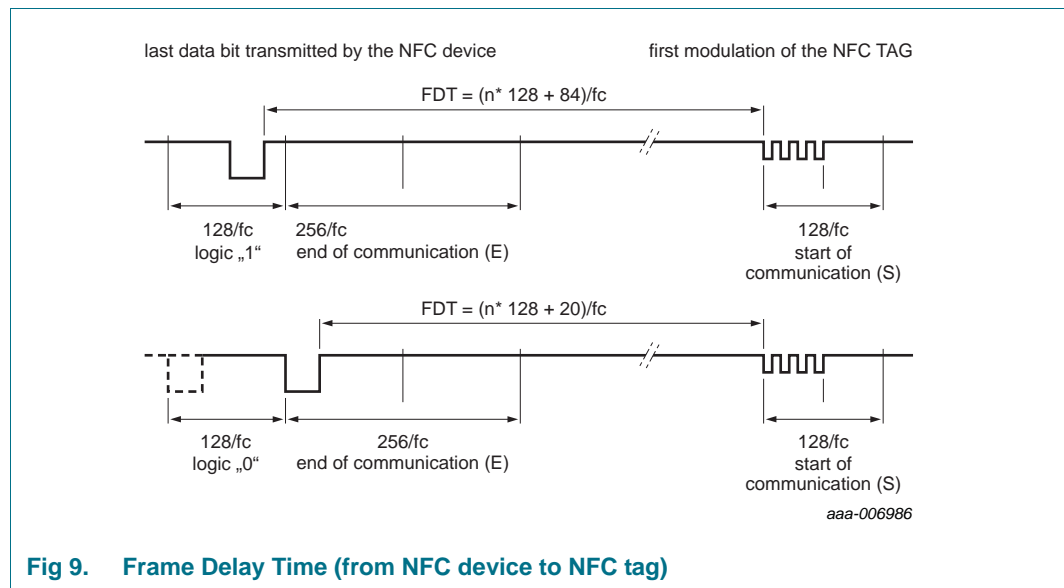 last data bit transmitted by the NFC device
first modulation of the NFC TAG
FDT = (n* 128 + 84)/fc
128/fc
logic „1“
256/fc
end of communication (E)
128/fc
start of
communication (S)
FDT = (n* 128 + 20)/fc
128/fc
logic „0“
256/fc
end of communication (E)
128/fc
start of
communication (S)
aaa-006986
Fig 9. Frame Delay Time (from NFC device to NFC tag)